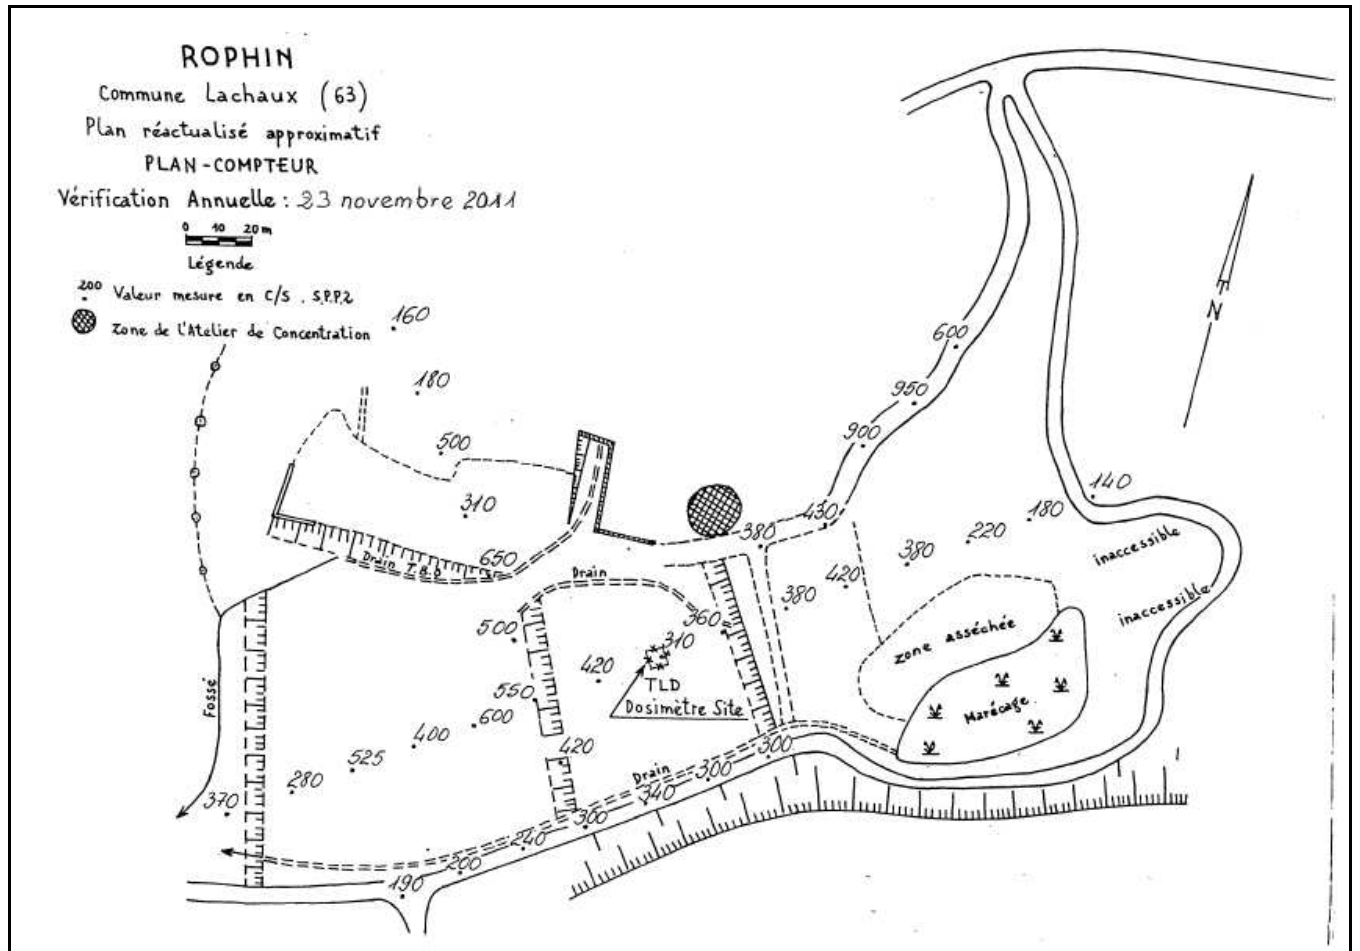 ROPHIN
Commune Lachaux (63)
Plan réactualisé approximatif
PLAN-COMPTEUR
Vérification Annuelle : 23 novembre 2011
0 10 20 m
Légende
200 Valeur mesure en C/S . S.P.P.2
Zone de l'Atelier de Concentration
160
180
500
310
650
Drain T.B.O
600
950
900
430
380
N
140
180
220
380
420
380
inaccessible
inaccessible
zone asséchée
Marécage
Drain
360
310
500
420
TLD
Dosimètre Site
550
600
400
525
280
370
Fossé
420
Drain
300
300
340
300
240
200
190